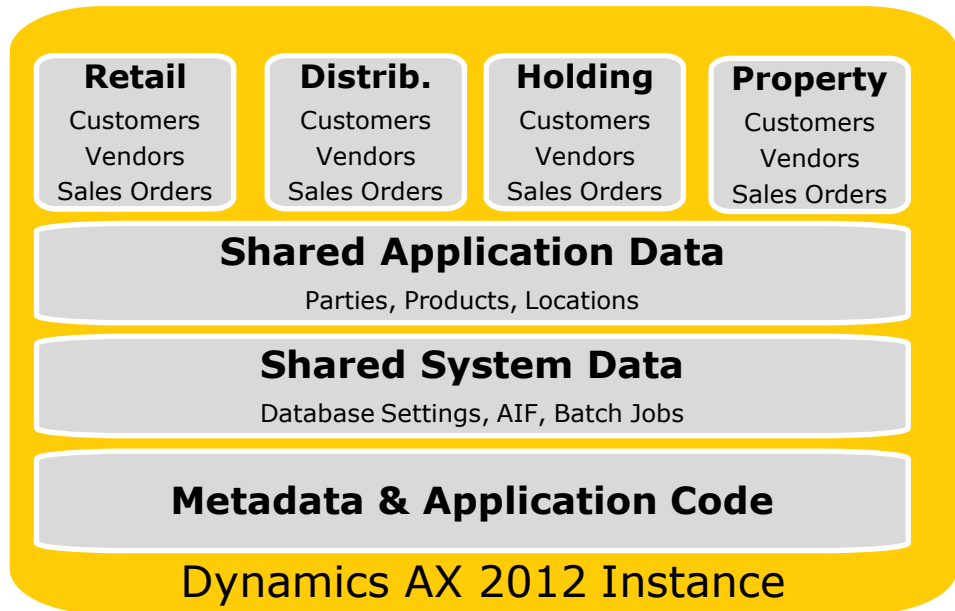 Retail
Customers
Vendors
Sales Orders
Distrib.
Customers
Vendors
Sales Orders
Holding
Customers
Vendors
Sales Orders
Property
Customers
Vendors
Sales Orders
Shared Application Data
Parties, Products, Locations
Shared System Data
Database Settings, AIF, Batch Jobs
Metadata & Application Code
Dynamics AX 2012 Instance